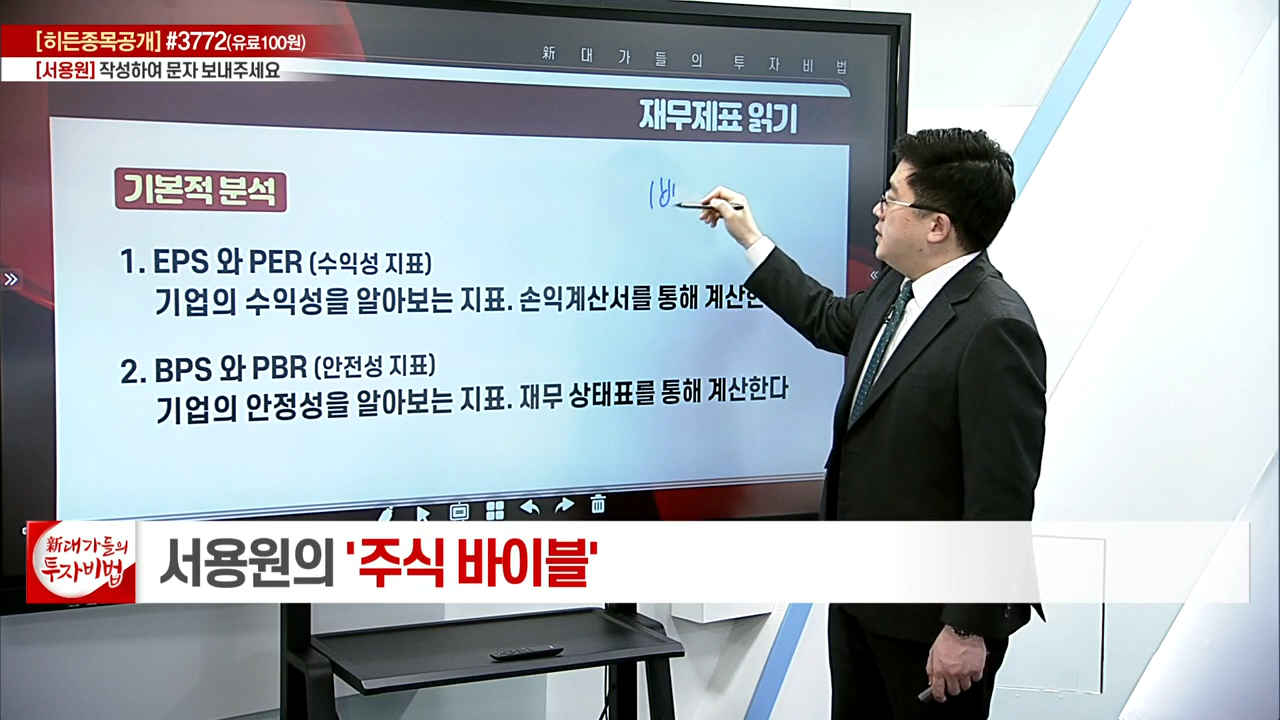 [히든종목공개] #3772(유료100원)
[서용원] 작성하여 문자 보내주세요
新 대 가 들 의 투 자 비 법
재무제표 읽기
기본적 분석
1. EPS 와 PER (수익성 지표)
기업의 수익성을 알아보는 지표. 손익계산서를 통해 계산한
2. BPS 와 PBR (안전성 지표)
기업의 안정성을 알아보는 지표. 재무 상태표를 통해 계산한다
新대가들의
투자비법
서용원의 '주식 바이블'